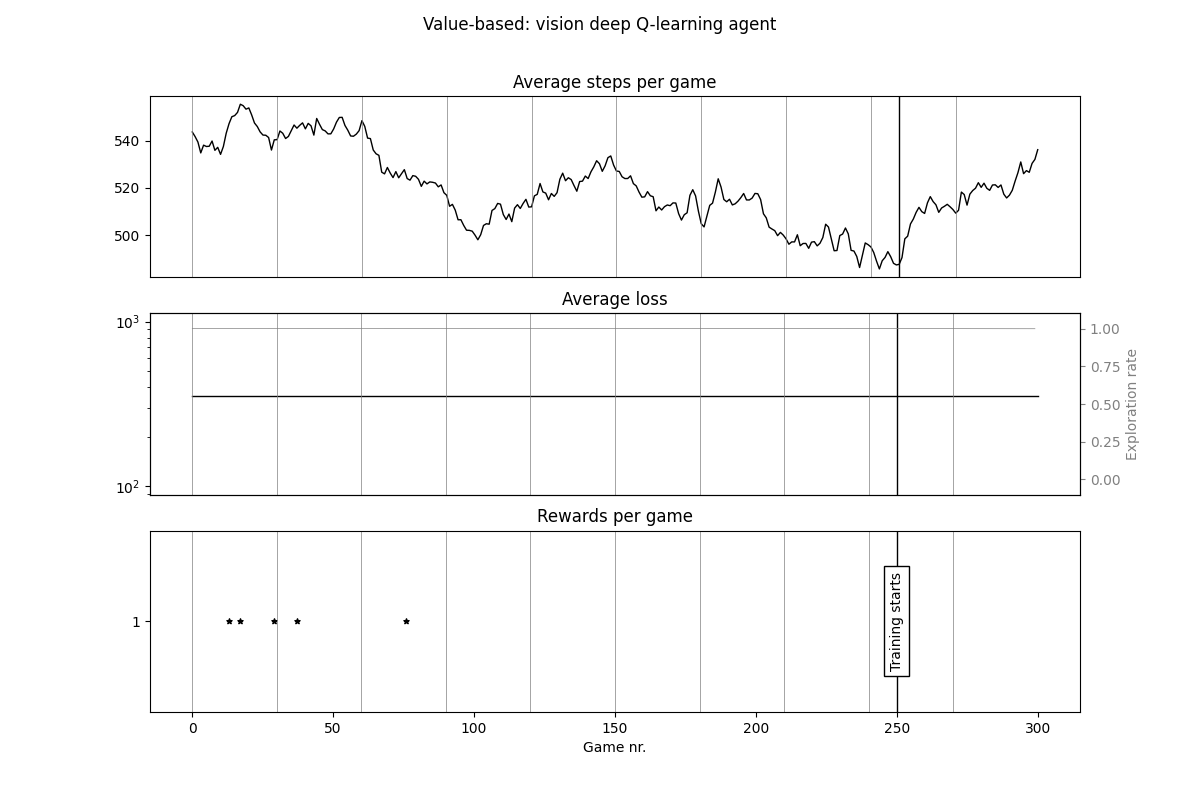 Value-based: vision deep Q-learning agent
Average steps per game
540
520
500
Average loss
10³
10²
1.00
0.75
0.50
0.25
0.00
Exploration rate
Rewards per game
1
Training starts
0 50 100 150 200 250 300
Game nr.